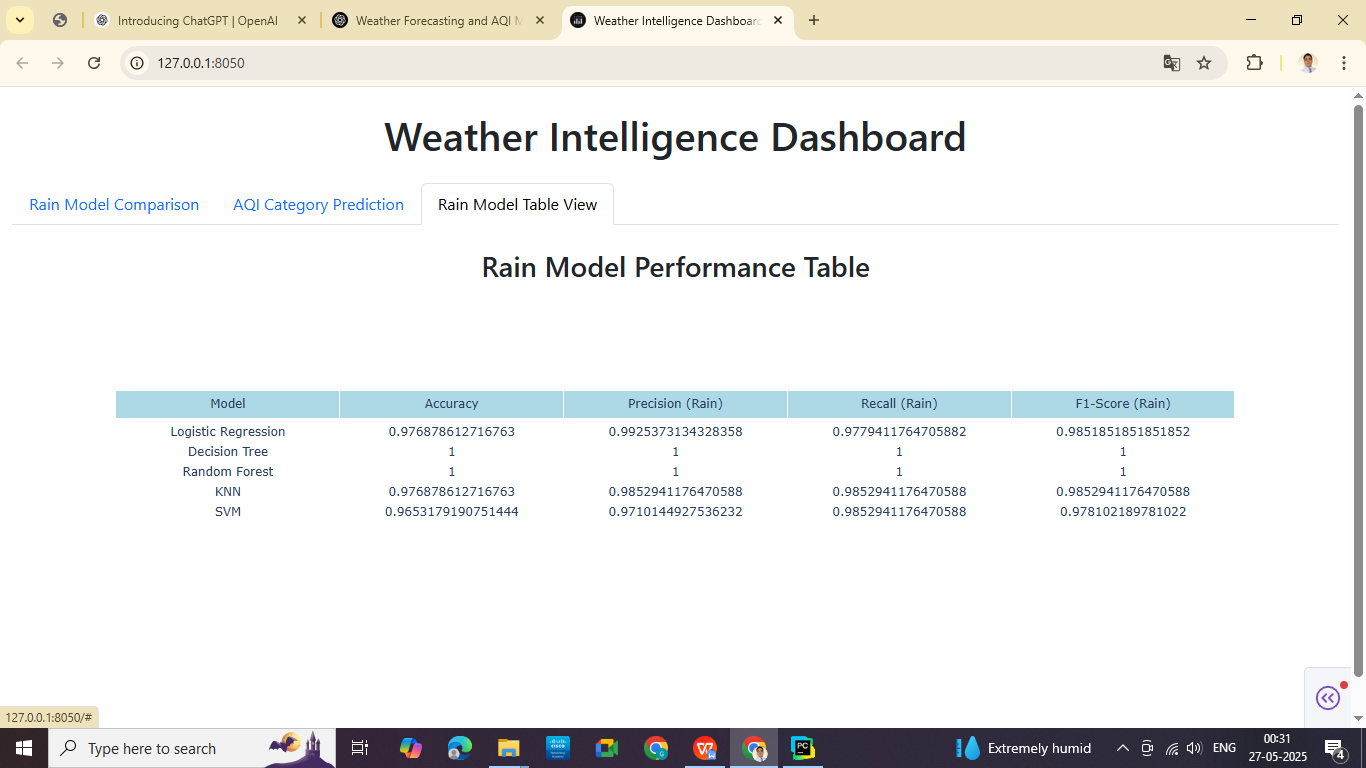 Introducing ChatGPT | OpenAI
Weather Forecasting and AQI M
Weather Intelligence Dashboard
127.0.0.1:8050
Weather Intelligence Dashboard
Rain Model Comparison AQI Category Prediction Rain Model Table View
Rain Model Performance Table
Model Accuracy Precision (Rain) Recall (Rain) F1-Score (Rain)
Logistic Regression 0.976878612716763 0.9925373134328358 0.9779411764705882 0.9851851851851852
Decision Tree 1 1 1 1
Random Forest 1 1 1 1
KNN 0.976878612716763 0.9852941176470588 0.9852941176470588 0.9852941176470588
SVM 0.9653179190751444 0.9710144927536232 0.9852941176470588 0.978102189781022
127.0.0.1:8050/#
Type here to search
PC
Extremely humid
ENG
00:31
27-05-2025
4